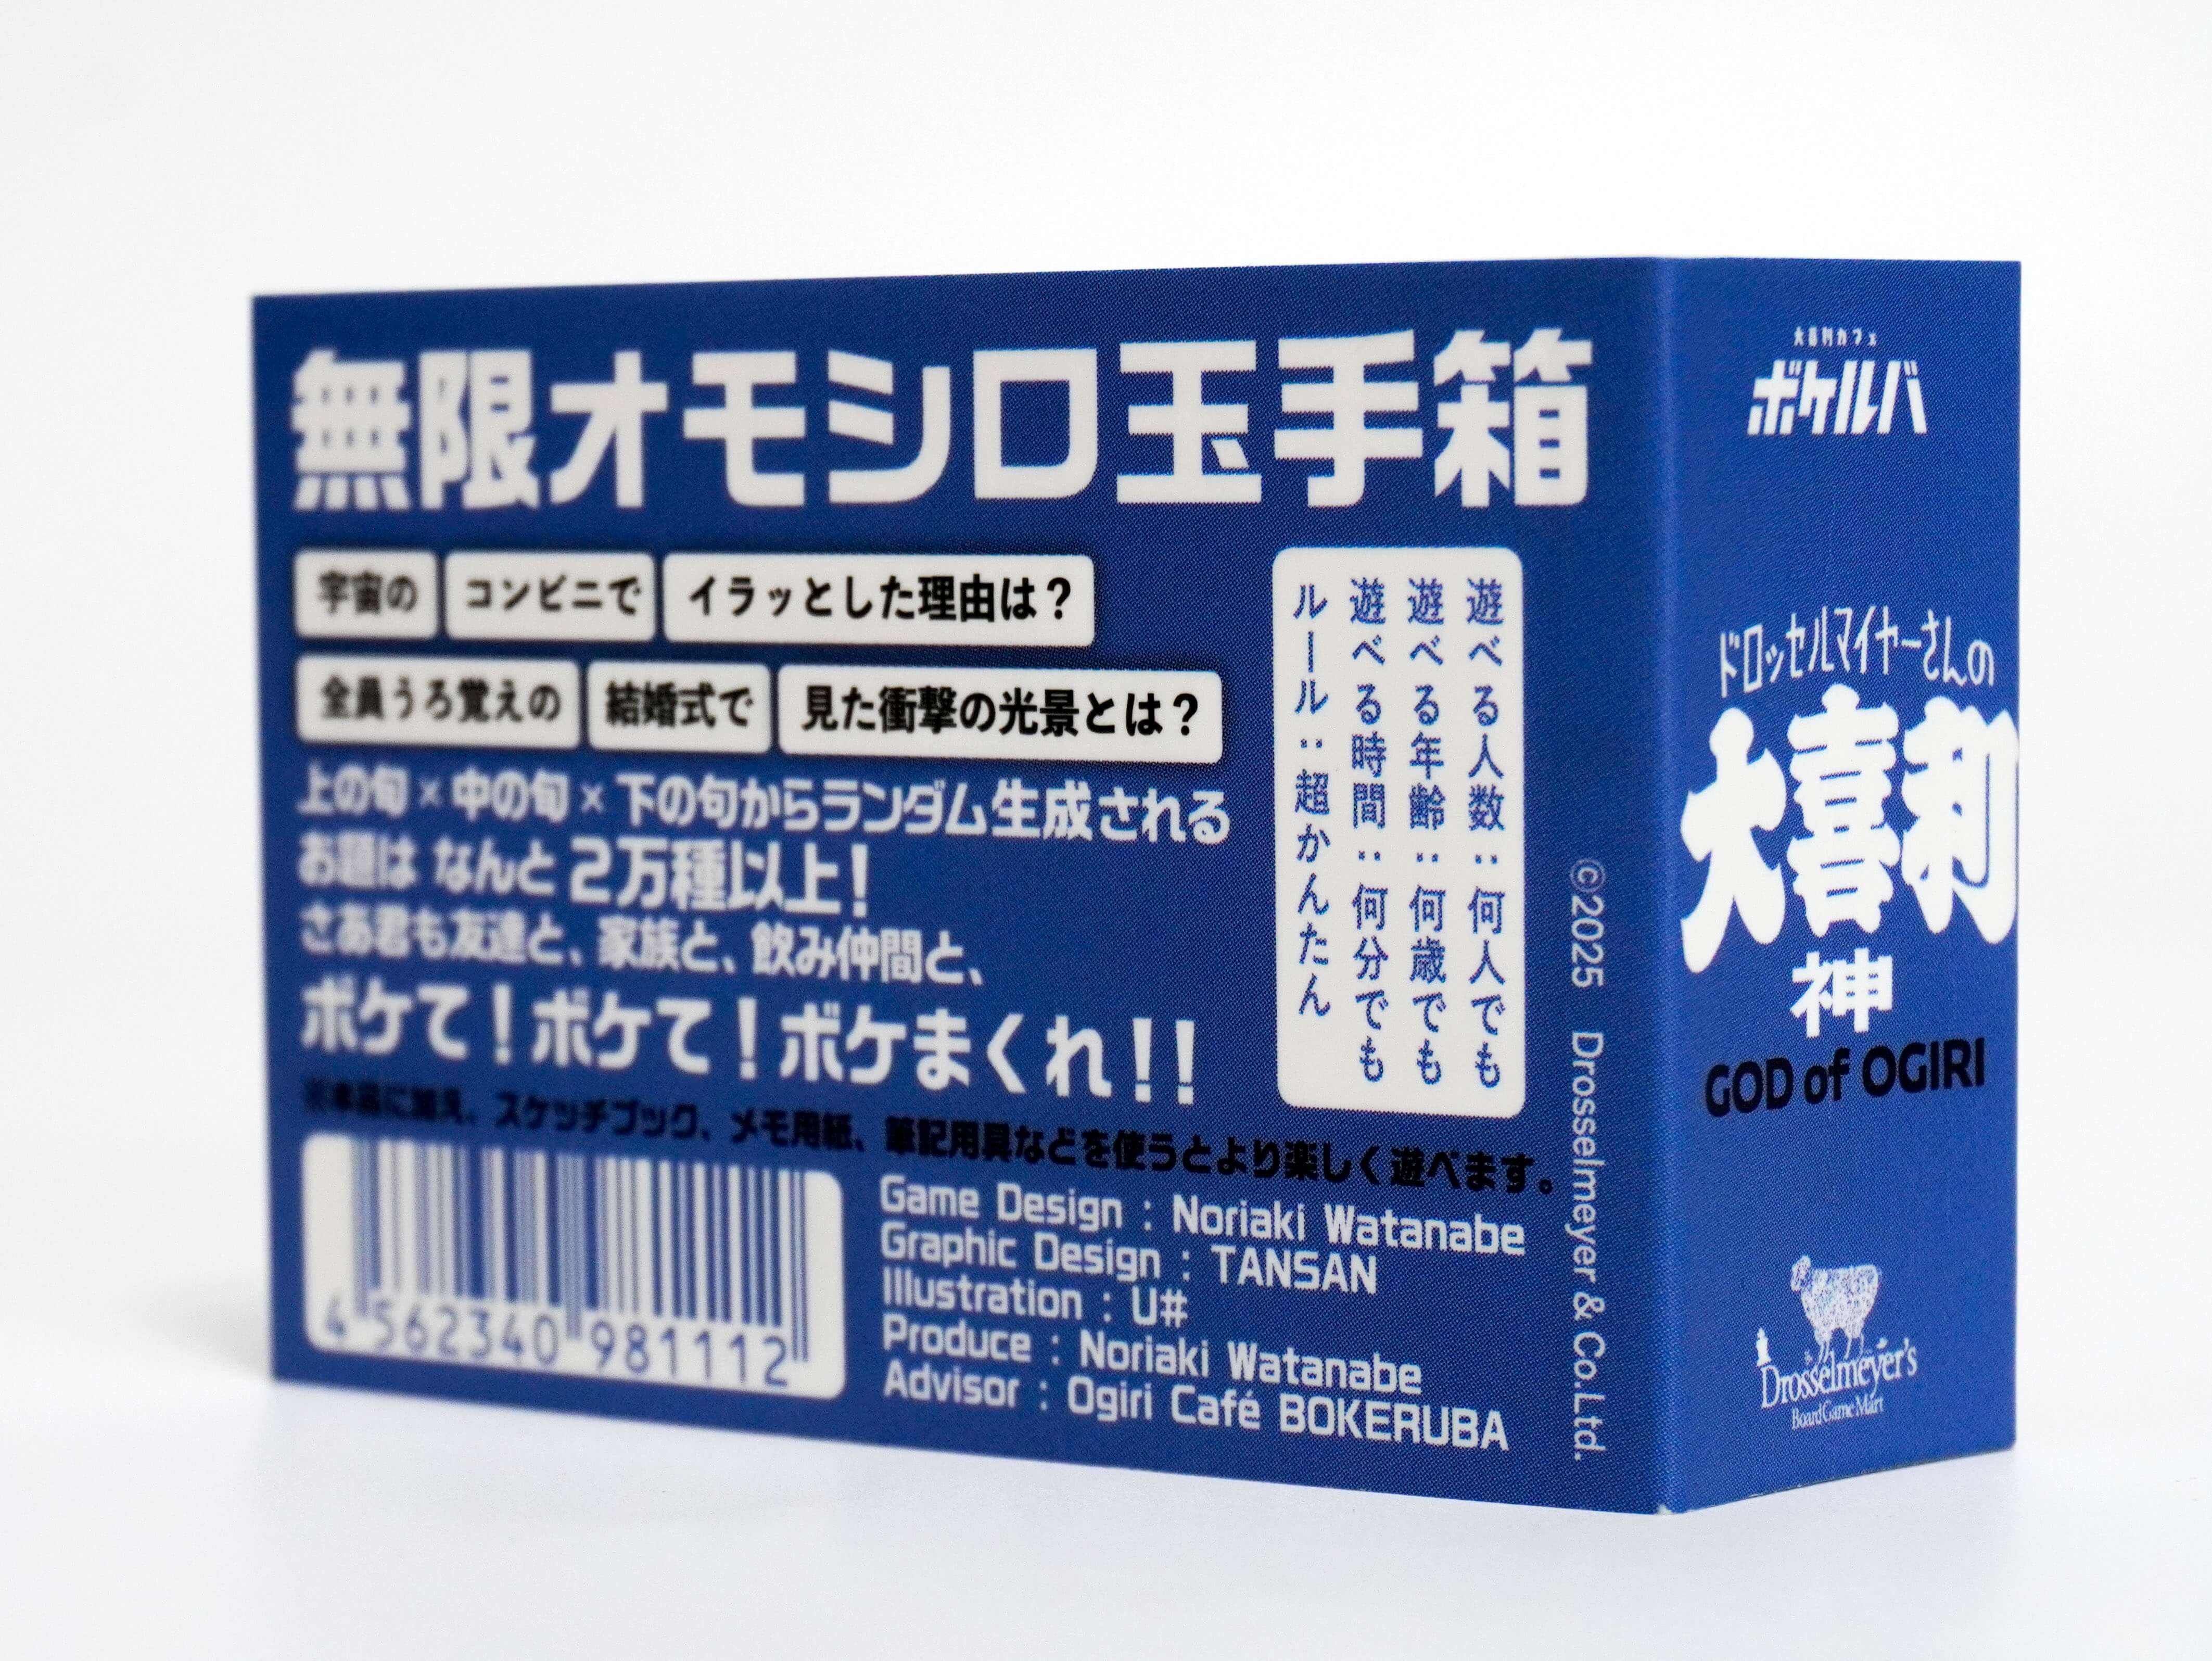 無限オモシロ玉手箱
宇宙の コンビニで イラッとした理由は？
全員うろ覚えの 結婚式で 見た衝撃の光景とは？
上の句×中の句×下の句からランダム生成される
お題は なんと2万種以上！
さあ君も友達と、家族と、飲み仲間と、
ボケて！ボケて！ボケまくれ!!
※本品に加え、スケッチブック、メモ用紙、筆記用具などを使うとより楽しく遊べます。
遊べる人数：何人でも
遊べる年齢：何歳でも
遊べる時間：何分でも
ルール：超かんたん
4 562340 981112
Game Design : Noriaki Watanabe
Graphic Design : TANSAN
Illustration : U#
Produce : Noriaki Watanabe
Advisor : Ogiri Café BOKERUBA
©2025 Drosselmeyer & Co.Ltd.
大喜利カフェ
ボケルバ
ドロッセルマイヤーさんの
大喜利
神
GOD of OGIRI
Drosselmeyer's
Board Game Mart